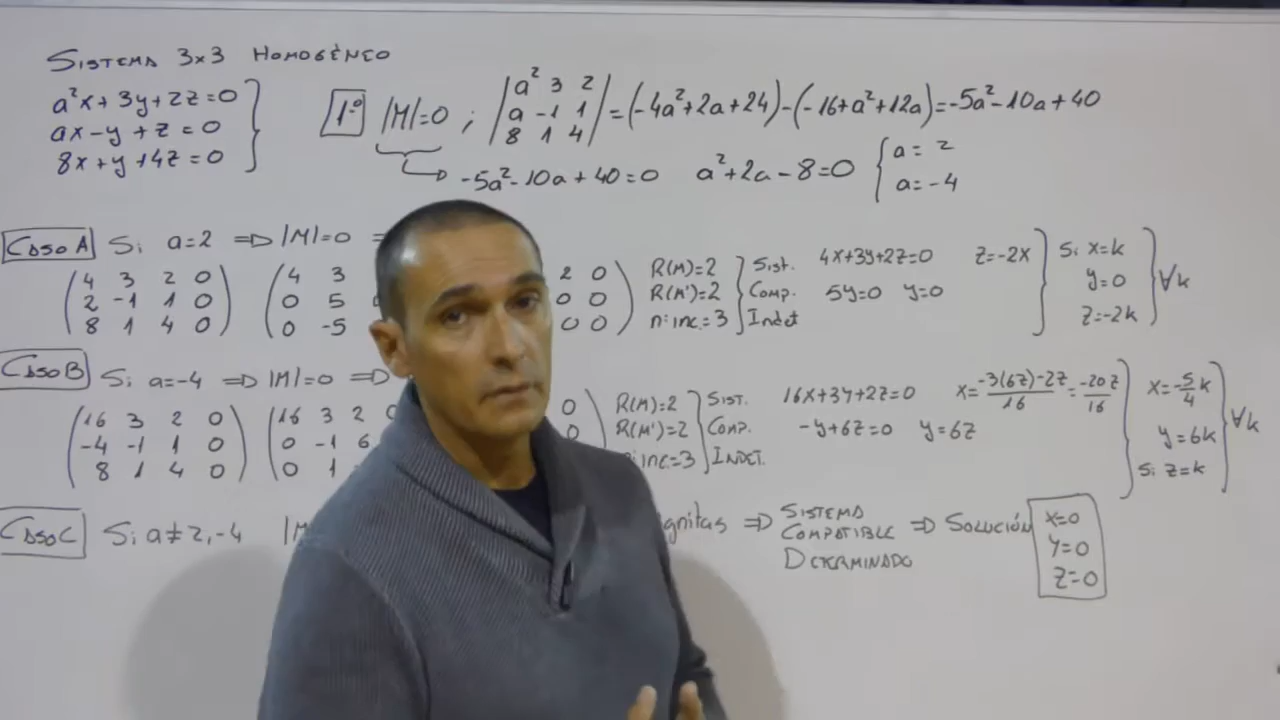 SISTEMA 3x3 HOMOGÉNEO
a²x+3y+2z=0
ax-y+z=0
8x+y+4z=0
1º |M|=0 ; |a² 3 2| =(-4a²+2a+24)-(-16+a²+12a)=-5a²-10a+40
|a -1 1|
|8 1 4|
-5a²-10a+40=0 a²+2a-8=0 { a=2
a=-4
Caso A Si a=2 => |M|=0 =>
(4 3 2 0) (4 3 2 0) R(M)=2 } Sist. 4x+3y+2z=0 z=-2x } Si x=k } ∀k
(2 -1 1 0) (0 5 0 0) R(M')=2 Comp. 5y=0 y=0 y=0
(8 1 4 0) (0 -5 0 0) nºinc=3 Indet z=-2k
Caso B Si a=-4 => |M|=0 =>
(16 3 2 0) (16 3 2 0 0) R(M)=2 } SIST. 16x+3y+2z=0 x=-3(6z)-2z/16=-20z/16 } x=-5/4k } ∀k
(-4 -1 1 0) (0 -1 6 0) R(M')=2 COMP. -y+6z=0 y=6z y=6k
(8 1 4 0) (0 1 inc=3 INDET. Si z=k
Caso C Si a≠2,-4 |M gnitas => SISTEMA COMPATIBLE DETERMINADO => SOLUCIÓN x=0
y=0
z=0